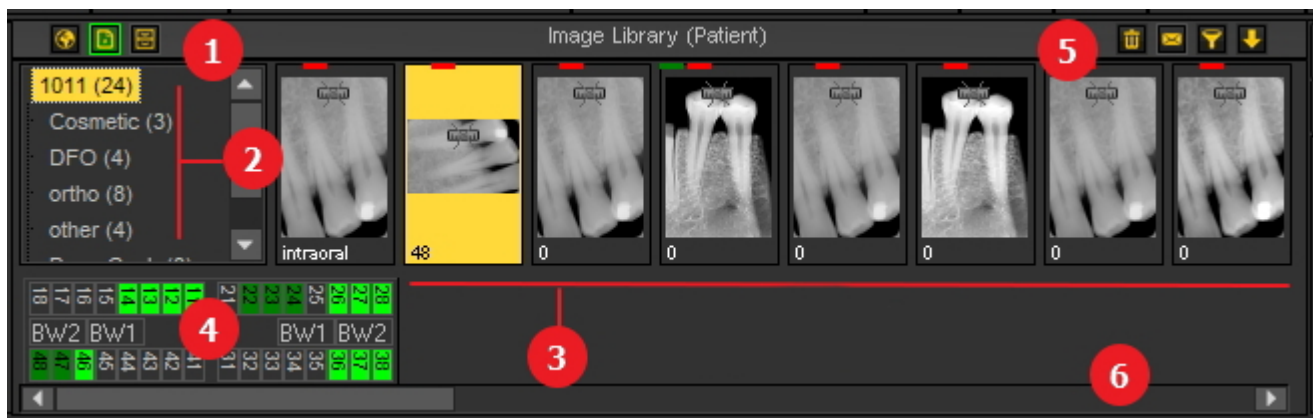 Image Library (Patient)
1
5
1011 (24)
Cosmetic (3)
DFO (4)
ortho (8)
other (4)
2
intraoral
48
0
0
0
0
0
0
18 17 16 15 14 13 12 11 21 22 23 24 25 26 27 28
BW2 BW1 BW1 BW2
48 47 46 45 44 43 42 41 31 32 33 34 35 36 37 38
4
3
6